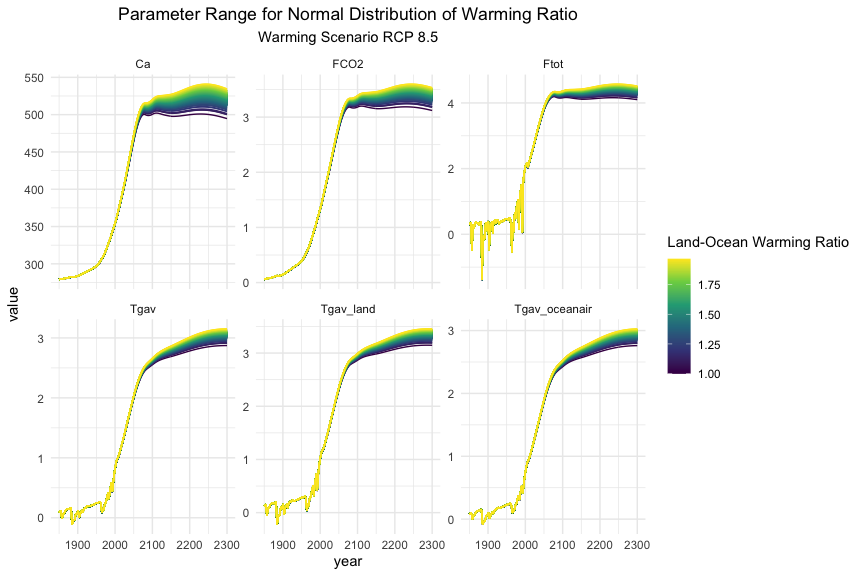 Parameter Range for Normal Distribution of Warming Ratio
Warming Scenario RCP 8.5
Ca
FCO2
Ftot
550
500
450
400
350
300
3
2
1
0
4
2
0
Tgav
Tgav_land
Tgav_oceanair
3
2
1
0
3
2
1
0
3
2
1
0
1900 2000 2100 2200 2300
1900 2000 2100 2200 2300
1900 2000 2100 2200 2300
year
value
Land-Ocean Warming Ratio
1.75
1.50
1.25
1.00